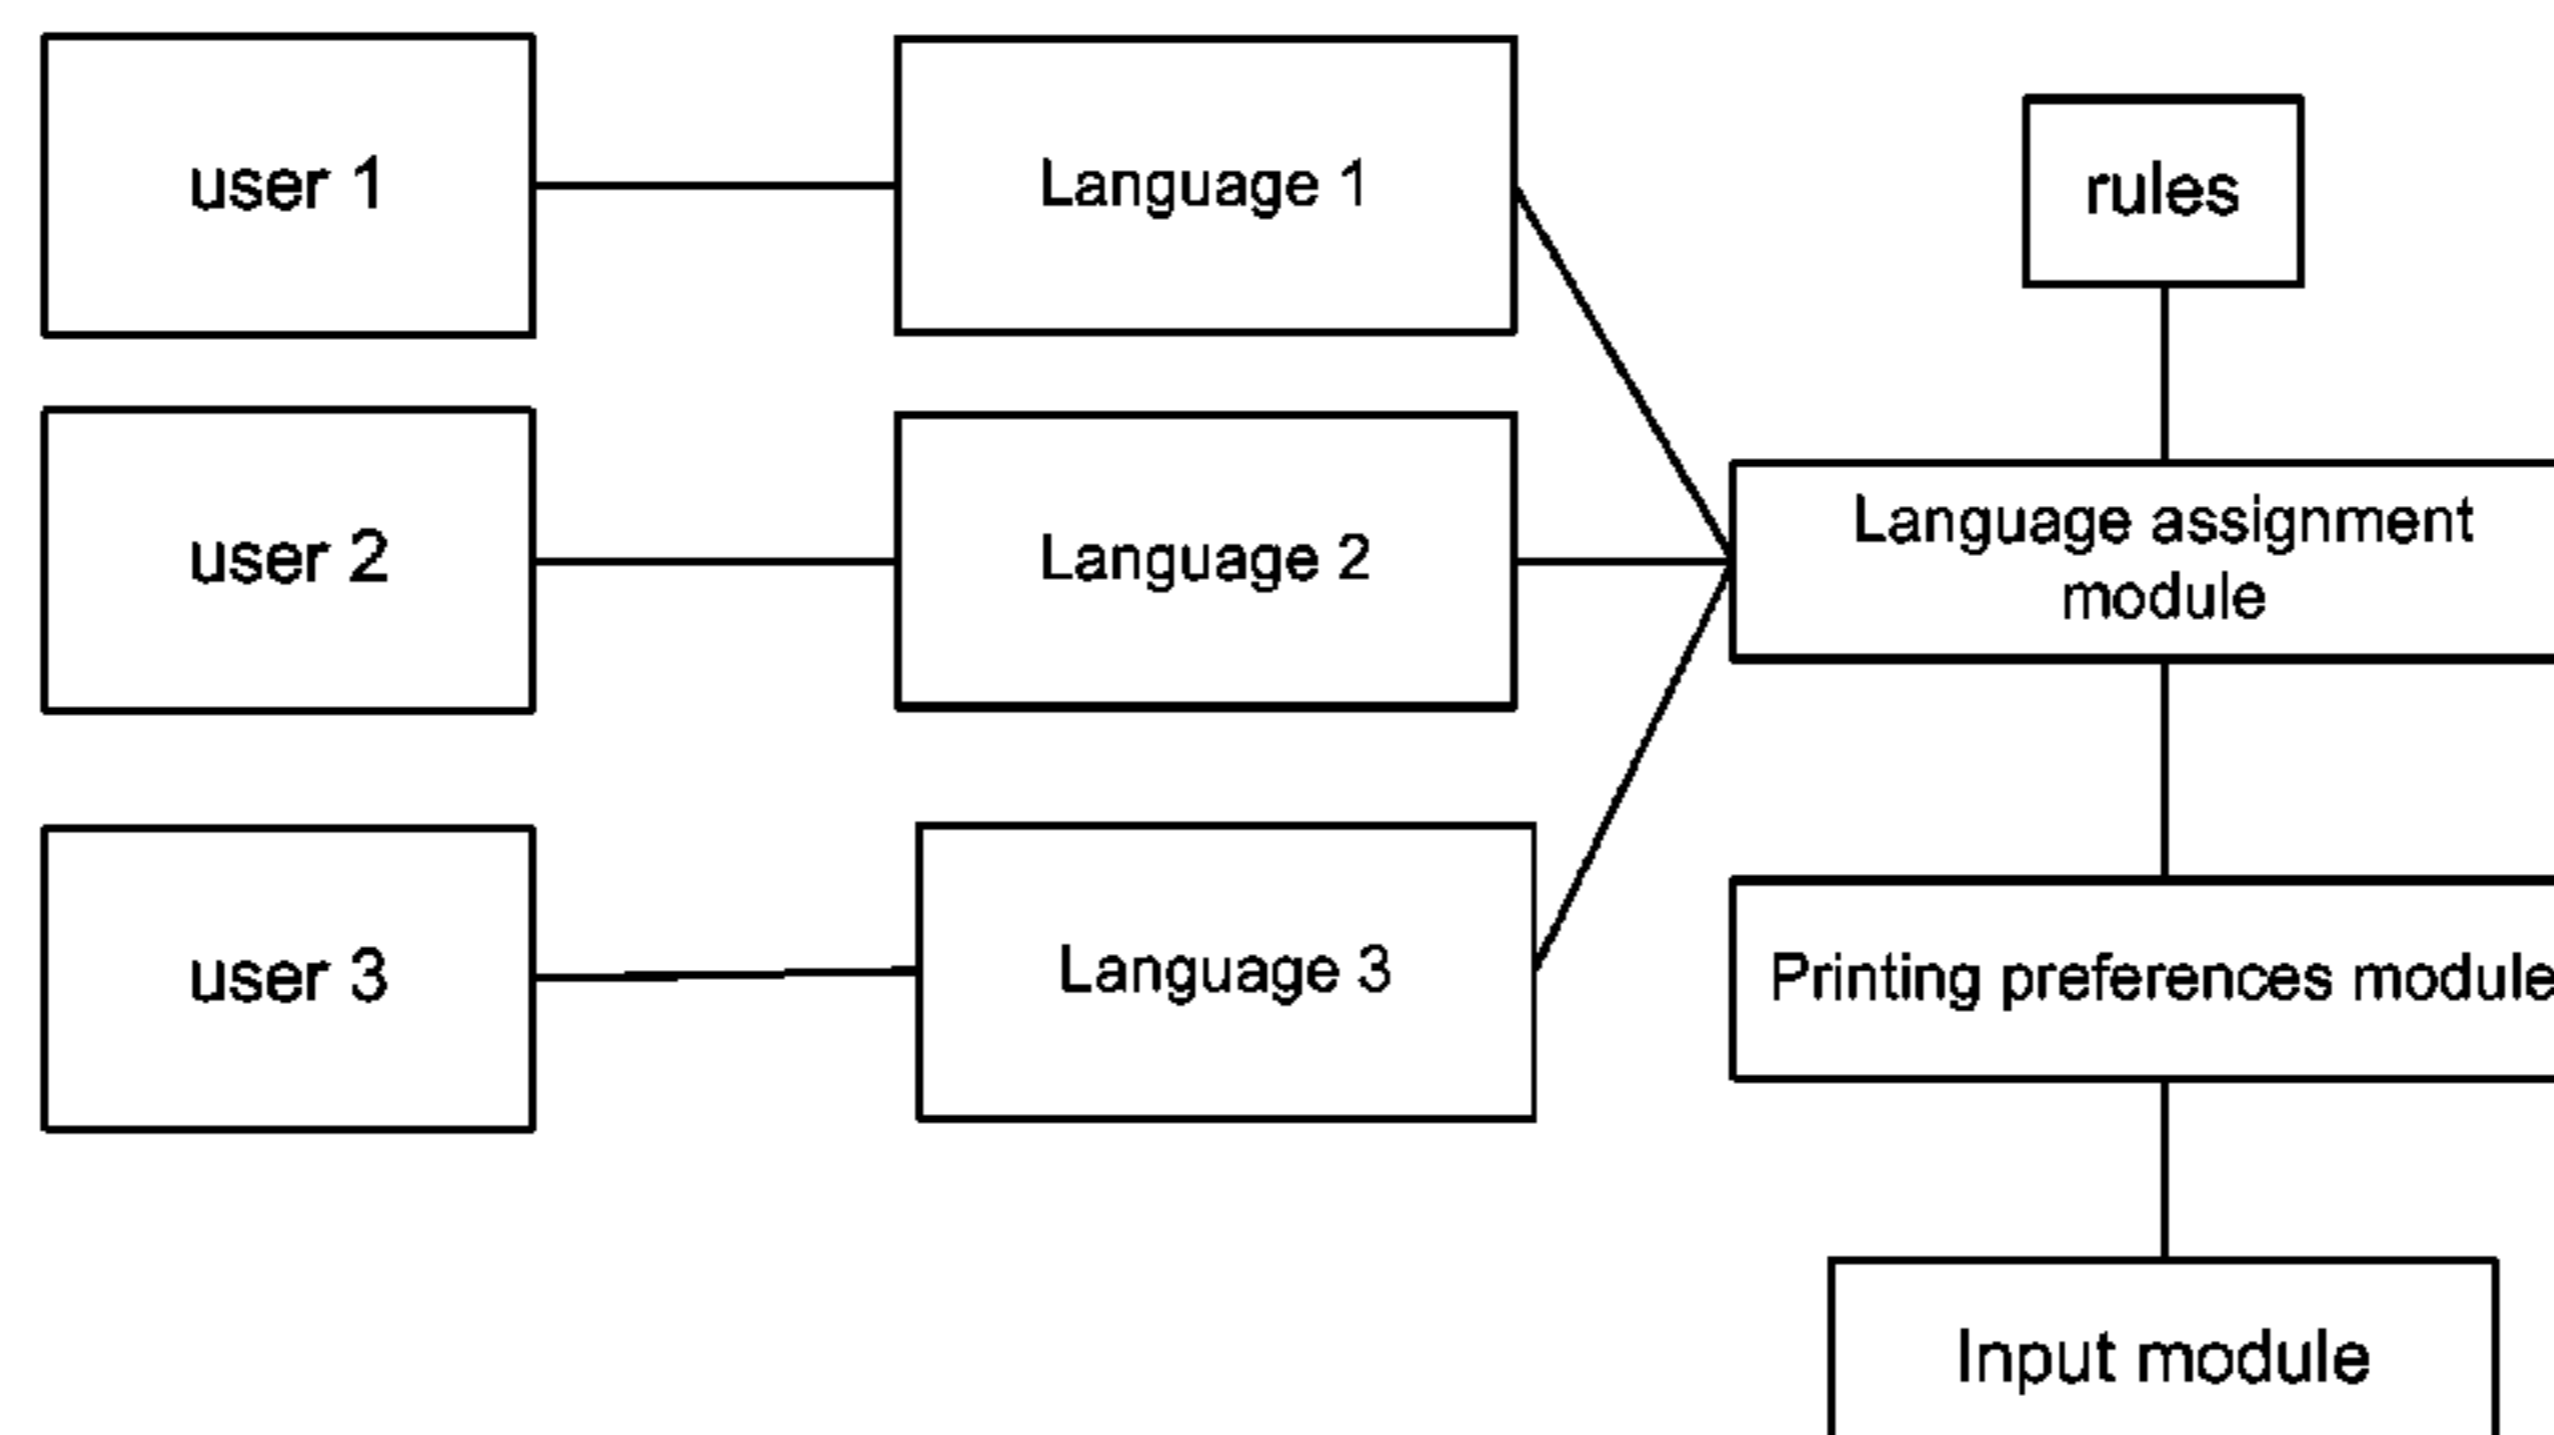 user 1
Language 1
rules
user 2
Language 2
Language assignment
module
user 3
Language 3
Printing preferences module
Input module